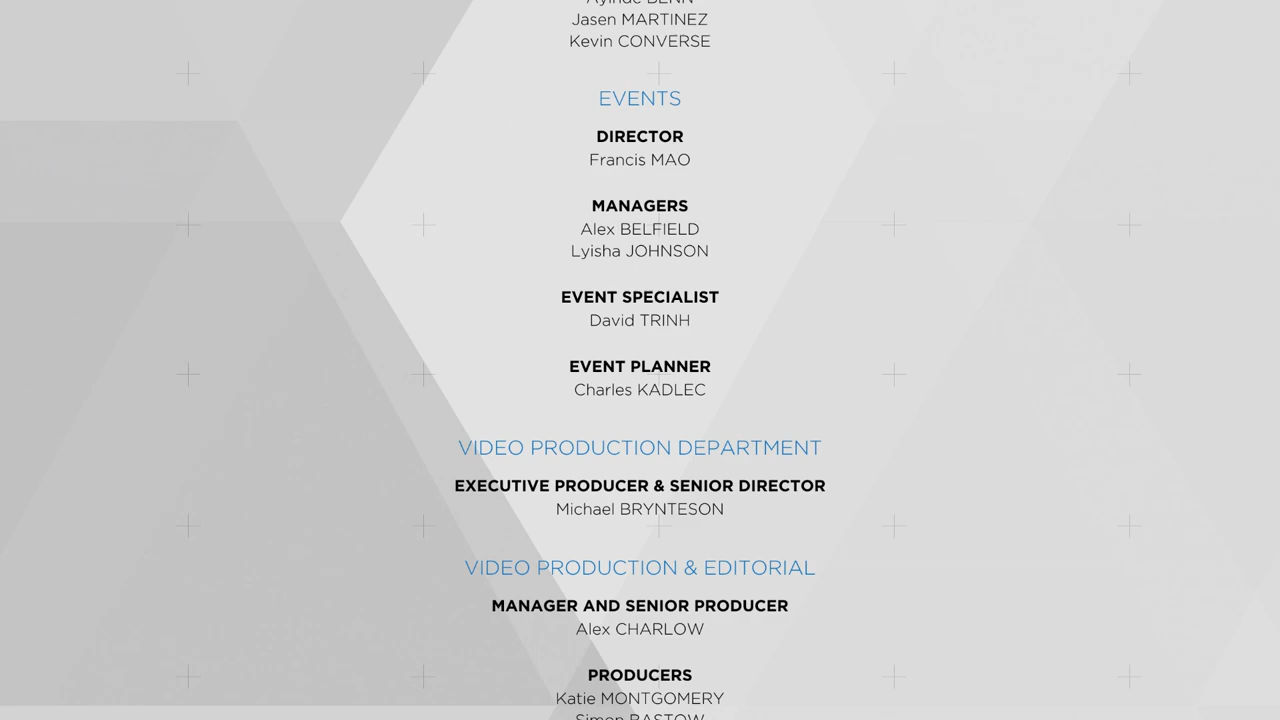 Jasen MARTINEZ
Kevin CONVERSE
EVENTS
DIRECTOR
Francis MAO
MANAGERS
Alex BELFIELD
Lyisha JOHNSON
EVENT SPECIALIST
David TRINH
EVENT PLANNER
Charles KADLEC
VIDEO PRODUCTION DEPARTMENT
EXECUTIVE PRODUCER & SENIOR DIRECTOR
Michael BRYNTESON
VIDEO PRODUCTION & EDITORIAL
MANAGER AND SENIOR PRODUCER
Alex CHARLOW
PRODUCERS
Katie MONTGOMERY
Simon BASTOW